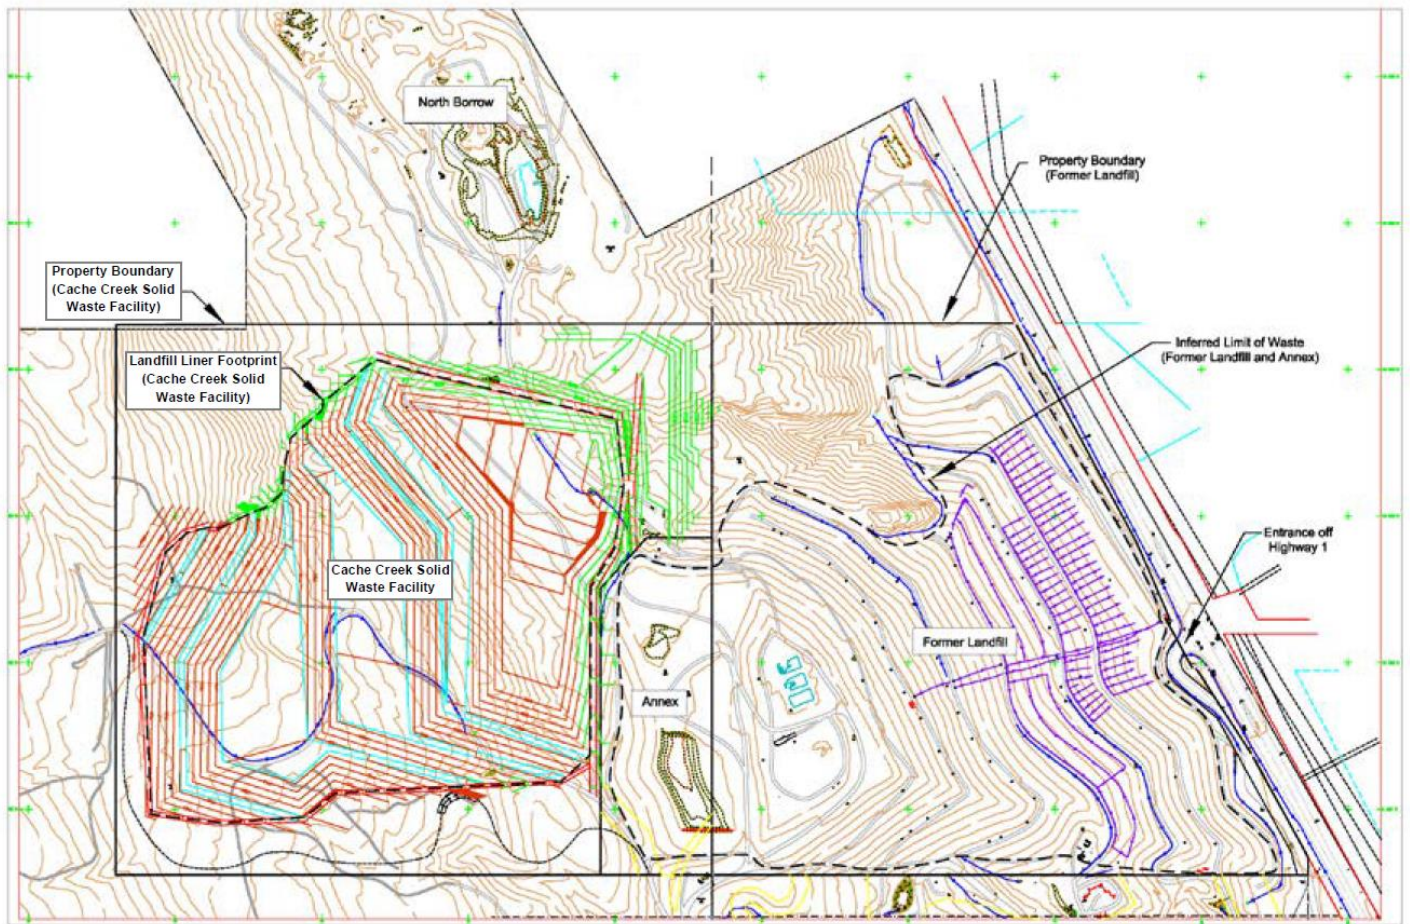 North Borrow
Property Boundary
(Former Landfill)
Property Boundary
(Cache Creek Solid
Waste Facility)
Inferred Limit of Waste
(Former Landfill and Annex)
Landfill Liner Footprint
(Cache Creek Solid
Waste Facility)
Entrance off
Highway 1
Cache Creek Solid
Waste Facility
Former Landfill
Annex